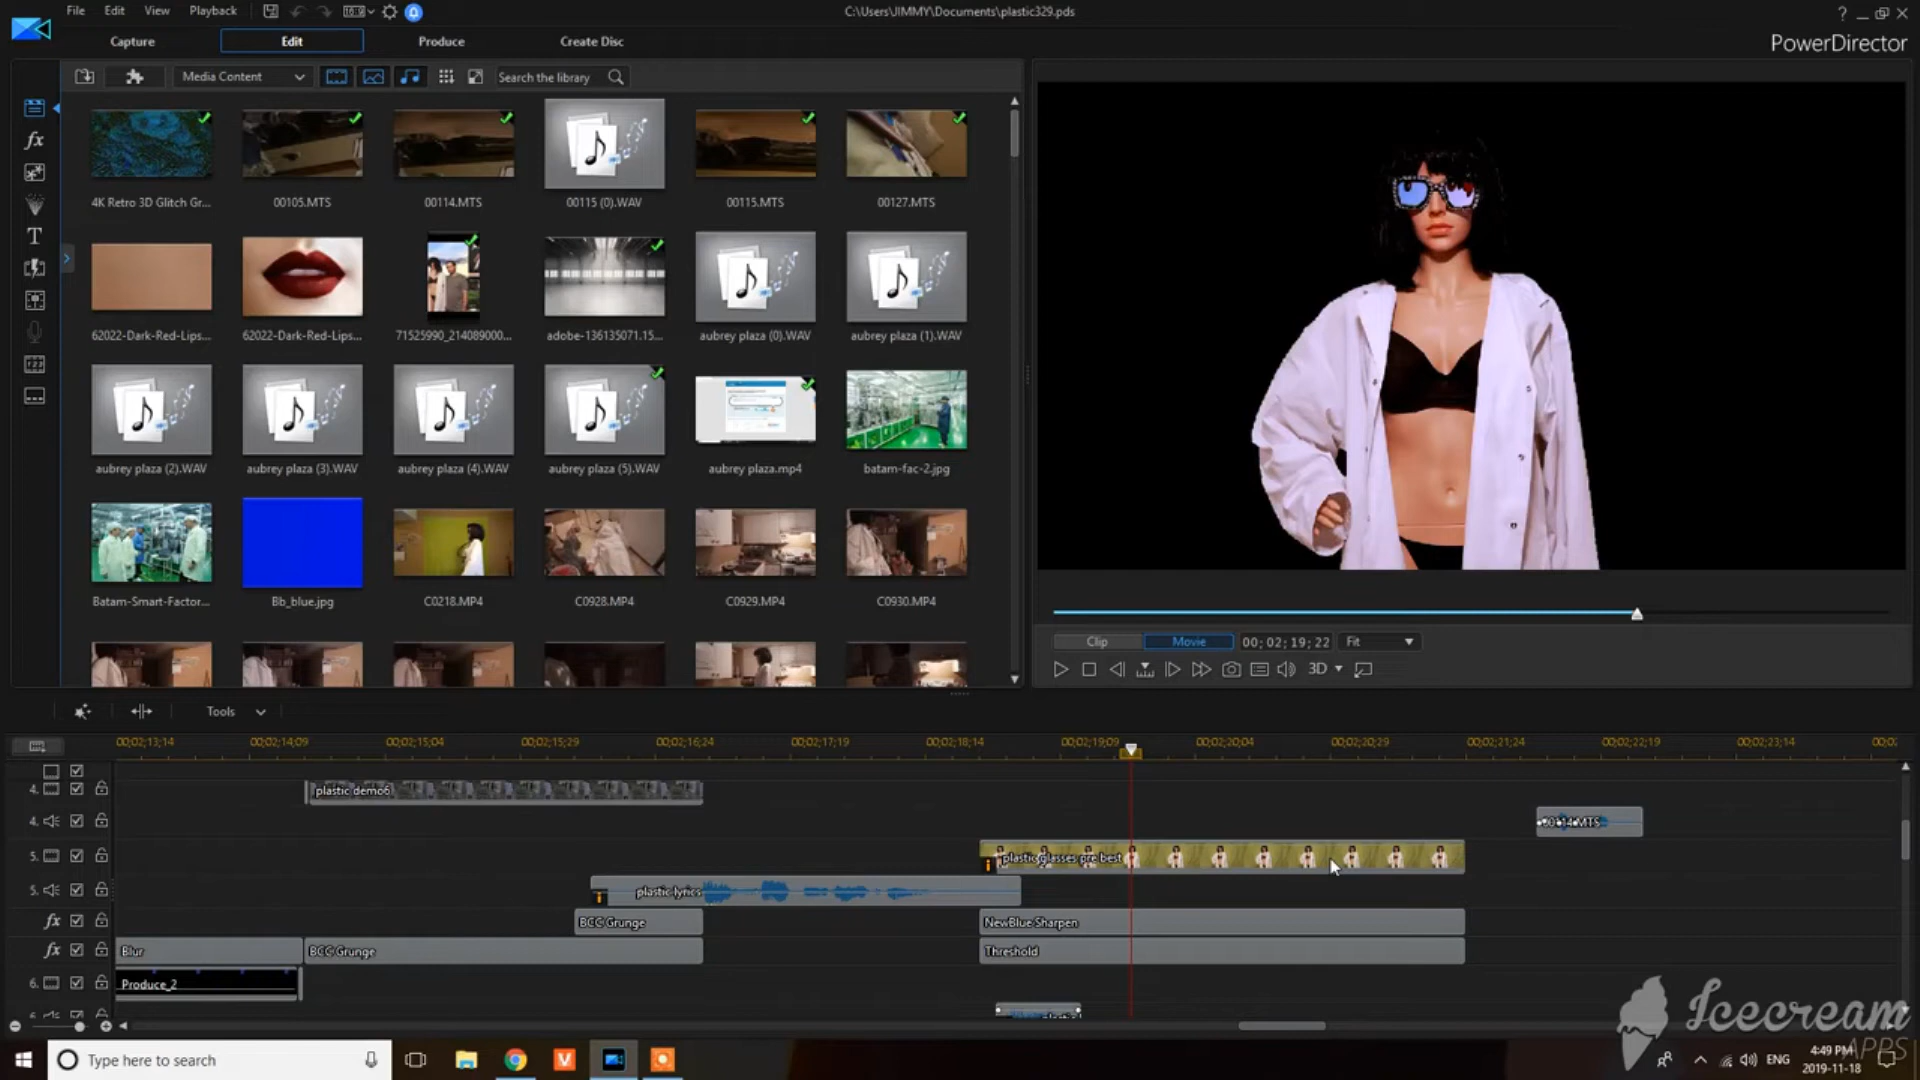 File Edit View Playback
C:\Users\JIMMY\Documents\plastic329.pds
Capture Edit Produce Create Disc
PowerDirector
Media Content Search the library
4K Retro 3D Glitch Gr... 00105.MTS 00114.MTS 00115 (0).WAV 00115.MTS 00127.MTS
62022-Dark-Red-Lips... 62022-Dark-Red-Lips... 71525990_214089000... adobe-136135071.15... aubrey plaza (0).WAV aubrey plaza (1).WAV
aubrey plaza (2).WAV aubrey plaza (3).WAV aubrey plaza (4).WAV aubrey plaza (5).WAV aubrey plaza.mp4 batam-fac-2.jpg
Batam-Smart-Factor... Bb_blue.jpg C0218.MP4 C0928.MP4 C0929.MP4 C0930.MP4
Clip Movie 00; 02; 19; 22 Fit
3D
Tools
00;02;13;14 00;02;14;09 00;02;15;04 00;02;15;29 00;02;16;24 00;02;17;19 00;02;18;14 00;02;19;09 00;02;20;04 00;02;20;29 00;02;21;24 00;02;22;19 00;02;23;14
4. plastic demo6
4.
5. plastic glasses pre best
5. plastic lyrics
fx BCC Grunge NewBlue Sharpen
fx Blur BCC Grunge Threshold
6. Produce_2
Icecream
APPS
Type here to search
ENG
4:49 PM
2019-11-18